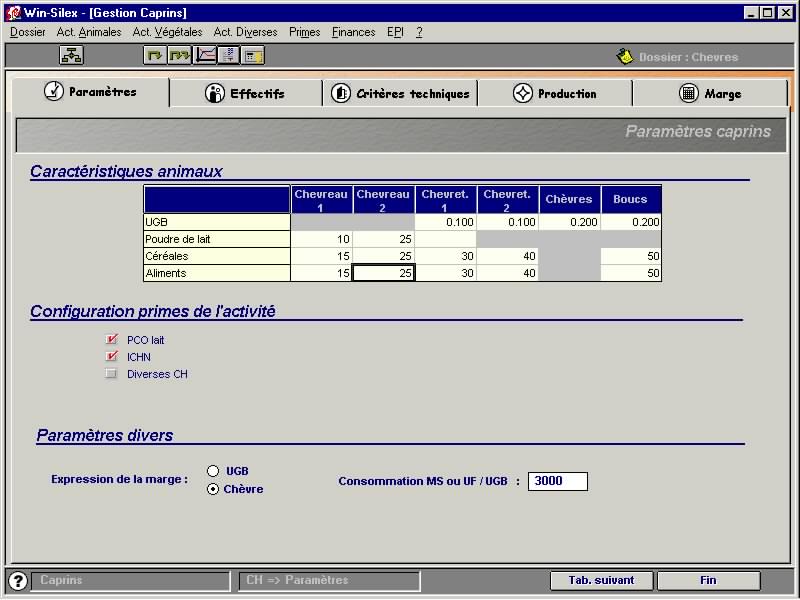 Win-Silex - [Gestion Caprins]
Dossier Act. Animales Act. Végétales Act. Diverses Primes Finances EPI ?
Dossier : Chevres
Paramètres Effectifs Critères techniques Production Marge
Paramètres caprins
Caractéristiques animaux
Chevreau 1 Chevreau 2 Chevret. 1 Chevret. 2 Chèvres Boucs
UGB 0.100 0.100 0.200 0.200
Poudre de lait 10 25
Céréales 15 25 30 40 50
Aliments 15 25 30 40 50
Configuration primes de l'activité
PCO lait
ICHN
Diverses CH
Paramètres divers
Expression de la marge : UGB
Chèvre
Consommation MS ou UF / UGB : 3000
? Caprins CH => Paramètres Tab. suivant Fin